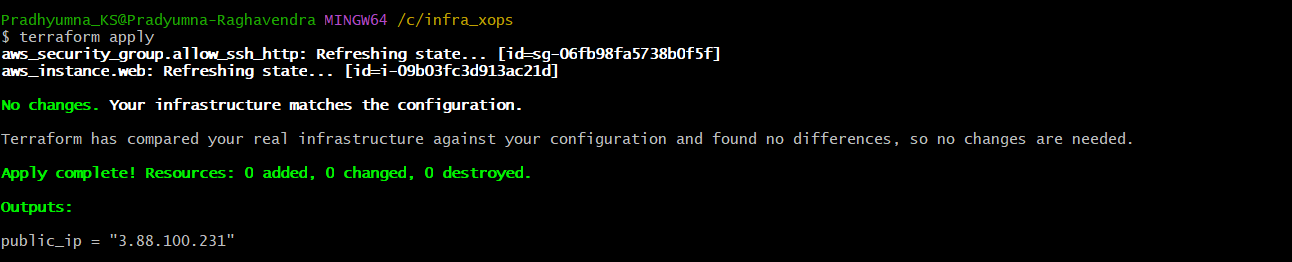 Pradhyumna_KS@Pradyumna-Raghavendra MINGW64 /c/infra_xops
$ terraform apply
aws_security_group.allow_ssh_http: Refreshing state... [id=sg-06fb98fa5738b0f5f]
aws_instance.web: Refreshing state... [id=i-09b03fc3d913ac21d]
No changes. Your infrastructure matches the configuration.
Terraform has compared your real infrastructure against your configuration and found no differences, so no changes are needed.
Apply complete! Resources: 0 added, 0 changed, 0 destroyed.
Outputs:
public_ip = "3.88.100.231"